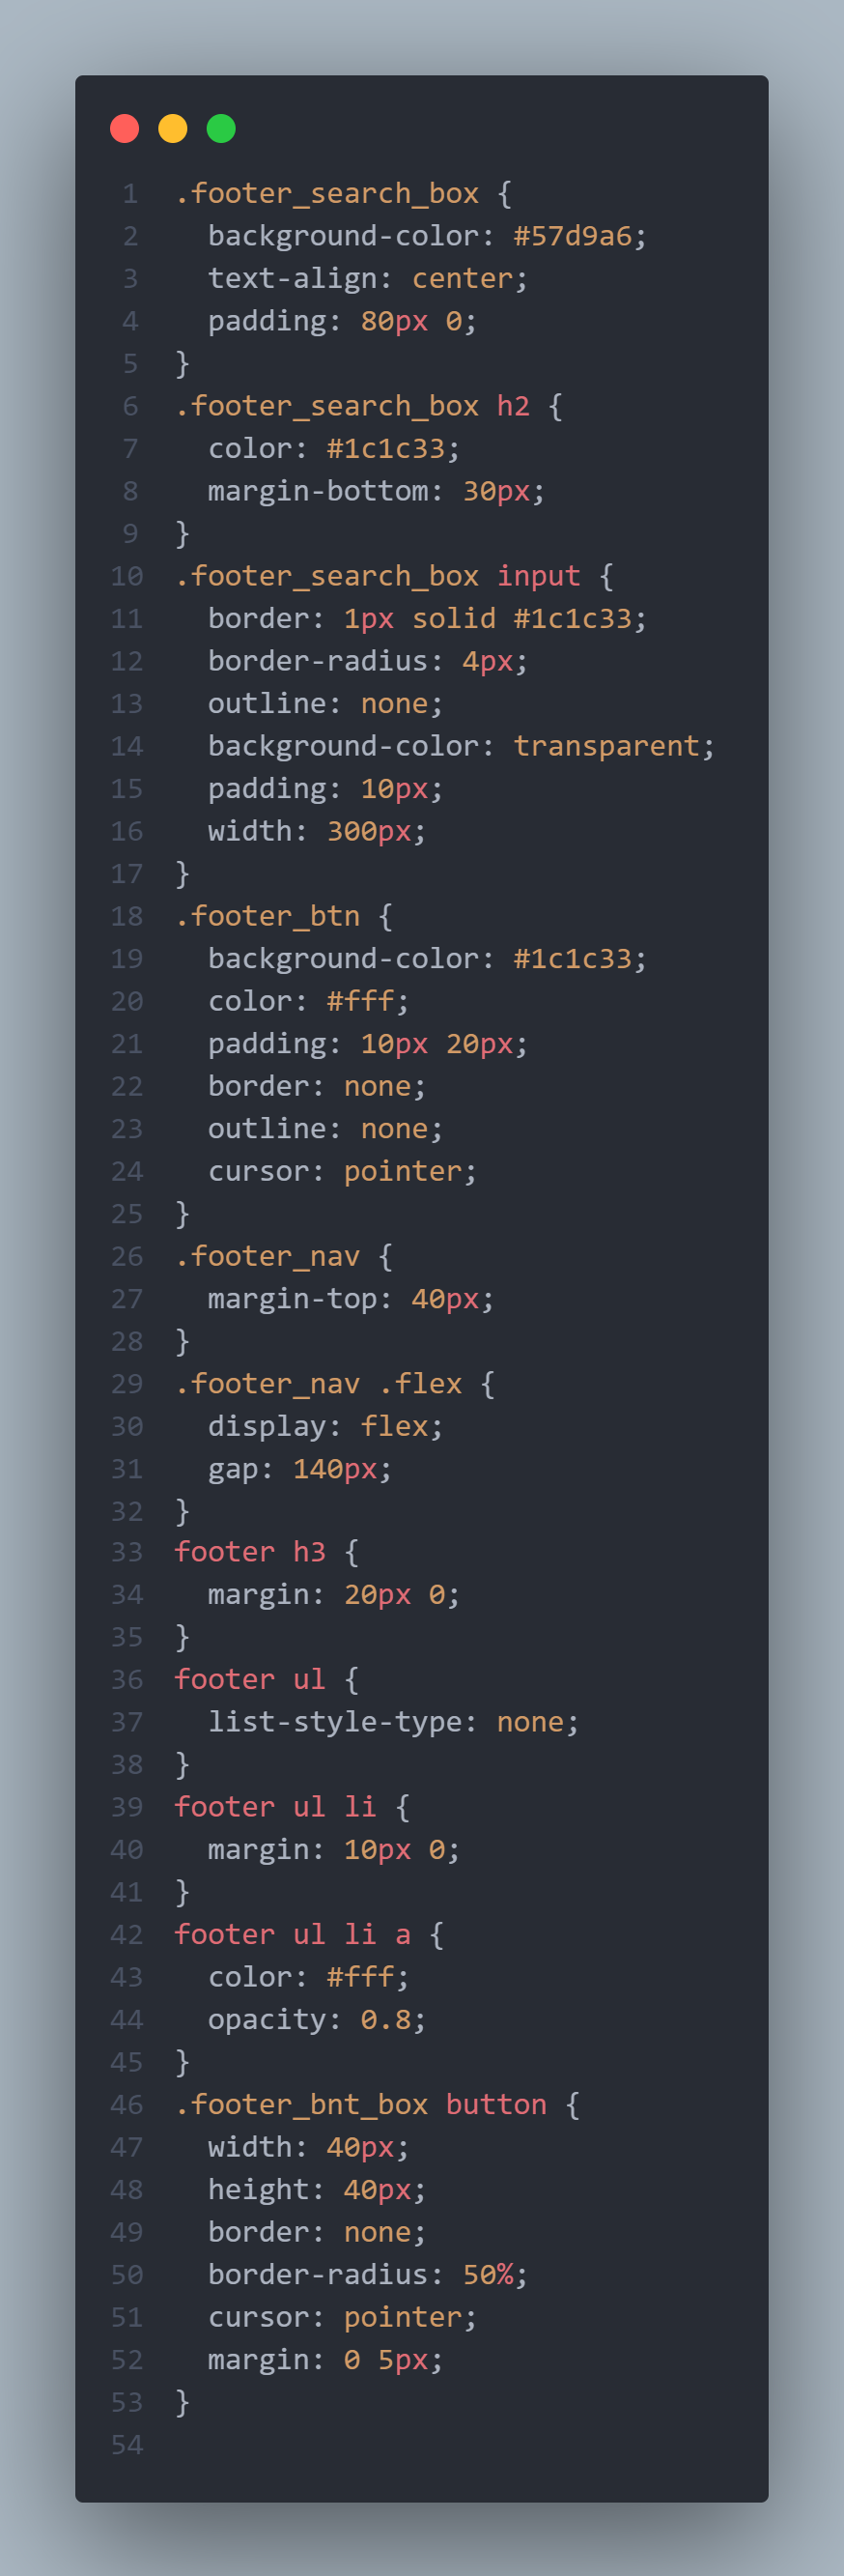 1 .footer_search_box {
2   background-color: #57d9a6;
3   text-align: center;
4   padding: 80px 0;
5 }
6 .footer_search_box h2 {
7   color: #1c1c33;
8   margin-bottom: 30px;
9 }
10 .footer_search_box input {
11   border: 1px solid #1c1c33;
12   border-radius: 4px;
13   outline: none;
14   background-color: transparent;
15   padding: 10px;
16   width: 300px;
17 }
18 .footer_btn {
19   background-color: #1c1c33;
20   color: #fff;
21   padding: 10px 20px;
22   border: none;
23   outline: none;
24   cursor: pointer;
25 }
26 .footer_nav {
27   margin-top: 40px;
28 }
29 .footer_nav .flex {
30   display: flex;
31   gap: 140px;
32 }
33 footer h3 {
34   margin: 20px 0;
35 }
36 footer ul {
37   list-style-type: none;
38 }
39 footer ul li {
40   margin: 10px 0;
41 }
42 footer ul li a {
43   color: #fff;
44   opacity: 0.8;
45 }
46 .footer_bnt_box button {
47   width: 40px;
48   height: 40px;
49   border: none;
50   border-radius: 50%;
51   cursor: pointer;
52   margin: 0 5px;
53 }
54